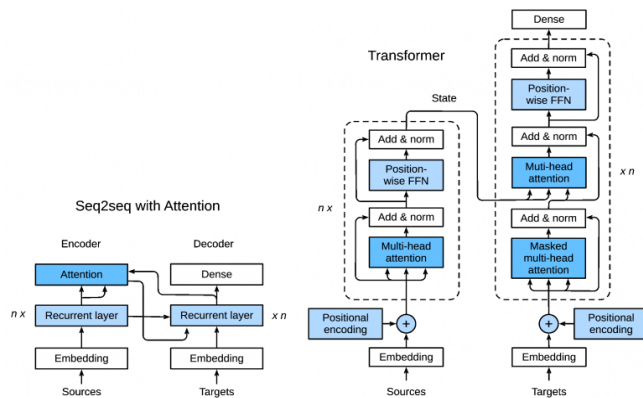 Seq2seq with Attention
Encoder
Decoder
Attention
Dense
n x
Recurrent layer
Recurrent layer
x n
Embedding
Embedding
Sources
Targets
Transformer
State
n x
Add & norm
Position-
wise FFN
Add & norm
Multi-head
attention
Positional
encoding
+
Embedding
Sources
Dense
Add & norm
Position-
wise FFN
Add & norm
Muti-head
attention
x n
Add & norm
Masked
multi-head
attention
+
Positional
encoding
Embedding
Targets